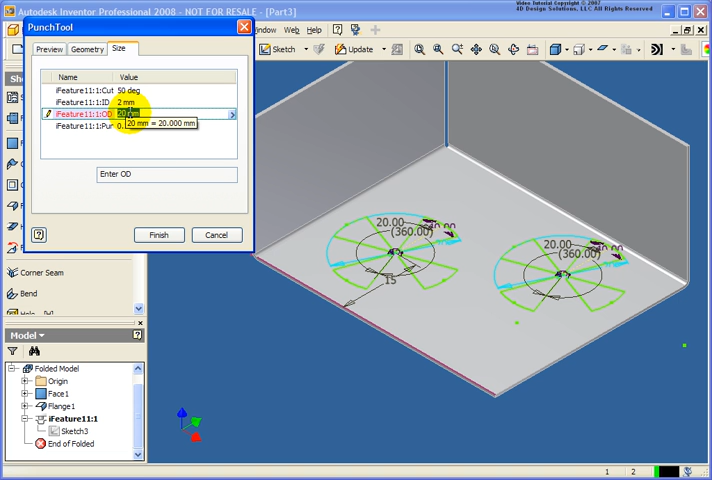 Autodesk Inventor Professional 2008 - NOT FOR RESALE - [Part3]
Video Tutorial Copyright © 2007
4D Design Solutions, LLC All Rights Reserved
PunchTool
Window Web Help
Preview Geometry Size
Sketch Update
Name Value
iFeature11:1:Cut 50 deg
iFeature11:1:ID 2 mm
iFeature11:1:OD 20 mm
20 mm = 20.000 mm
iFeature11:1:Pun 0.
Enter OD
Finish Cancel
20.00
(360.00)
15
20.00
(360.00)
Corner Seam
Bend
Model
Folded Model
Origin
Face1
Flange1
iFeature11:1
Sketch3
End of Folded
1 2